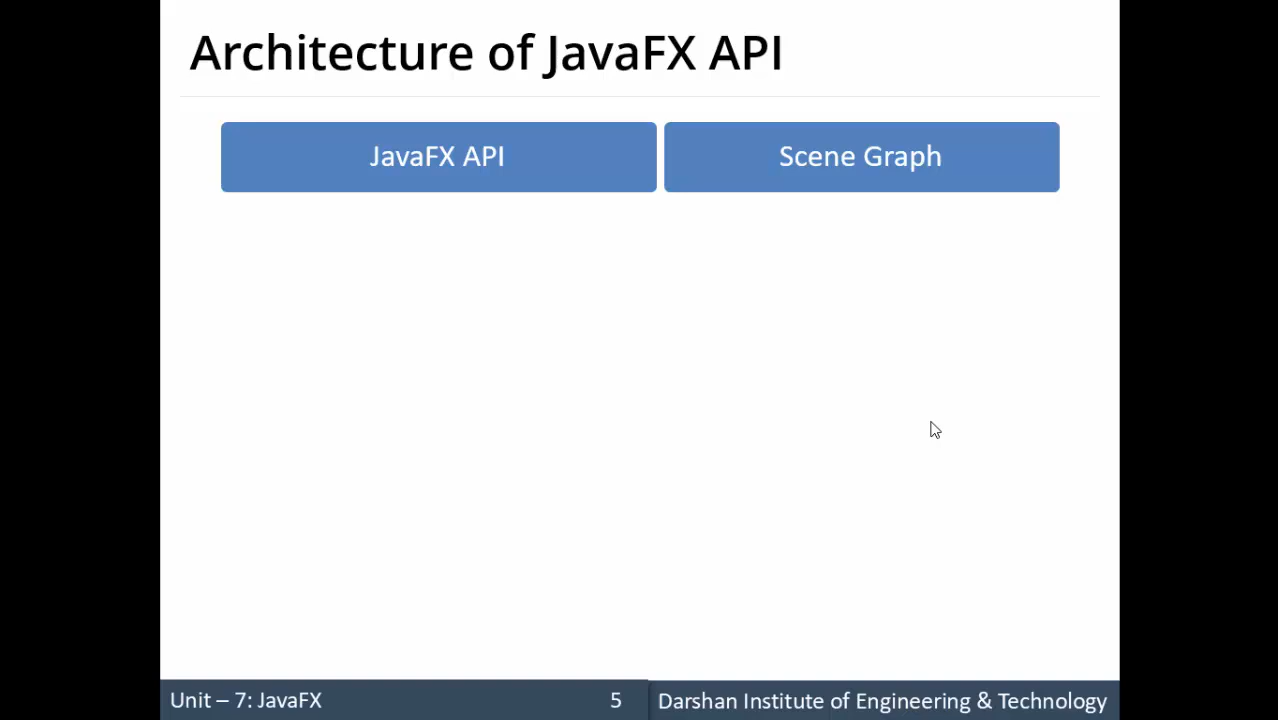 Architecture of JavaFX API
JavaFX API
Scene Graph
Unit – 7: JavaFX
5
Darshan Institute of Engineering & Technology